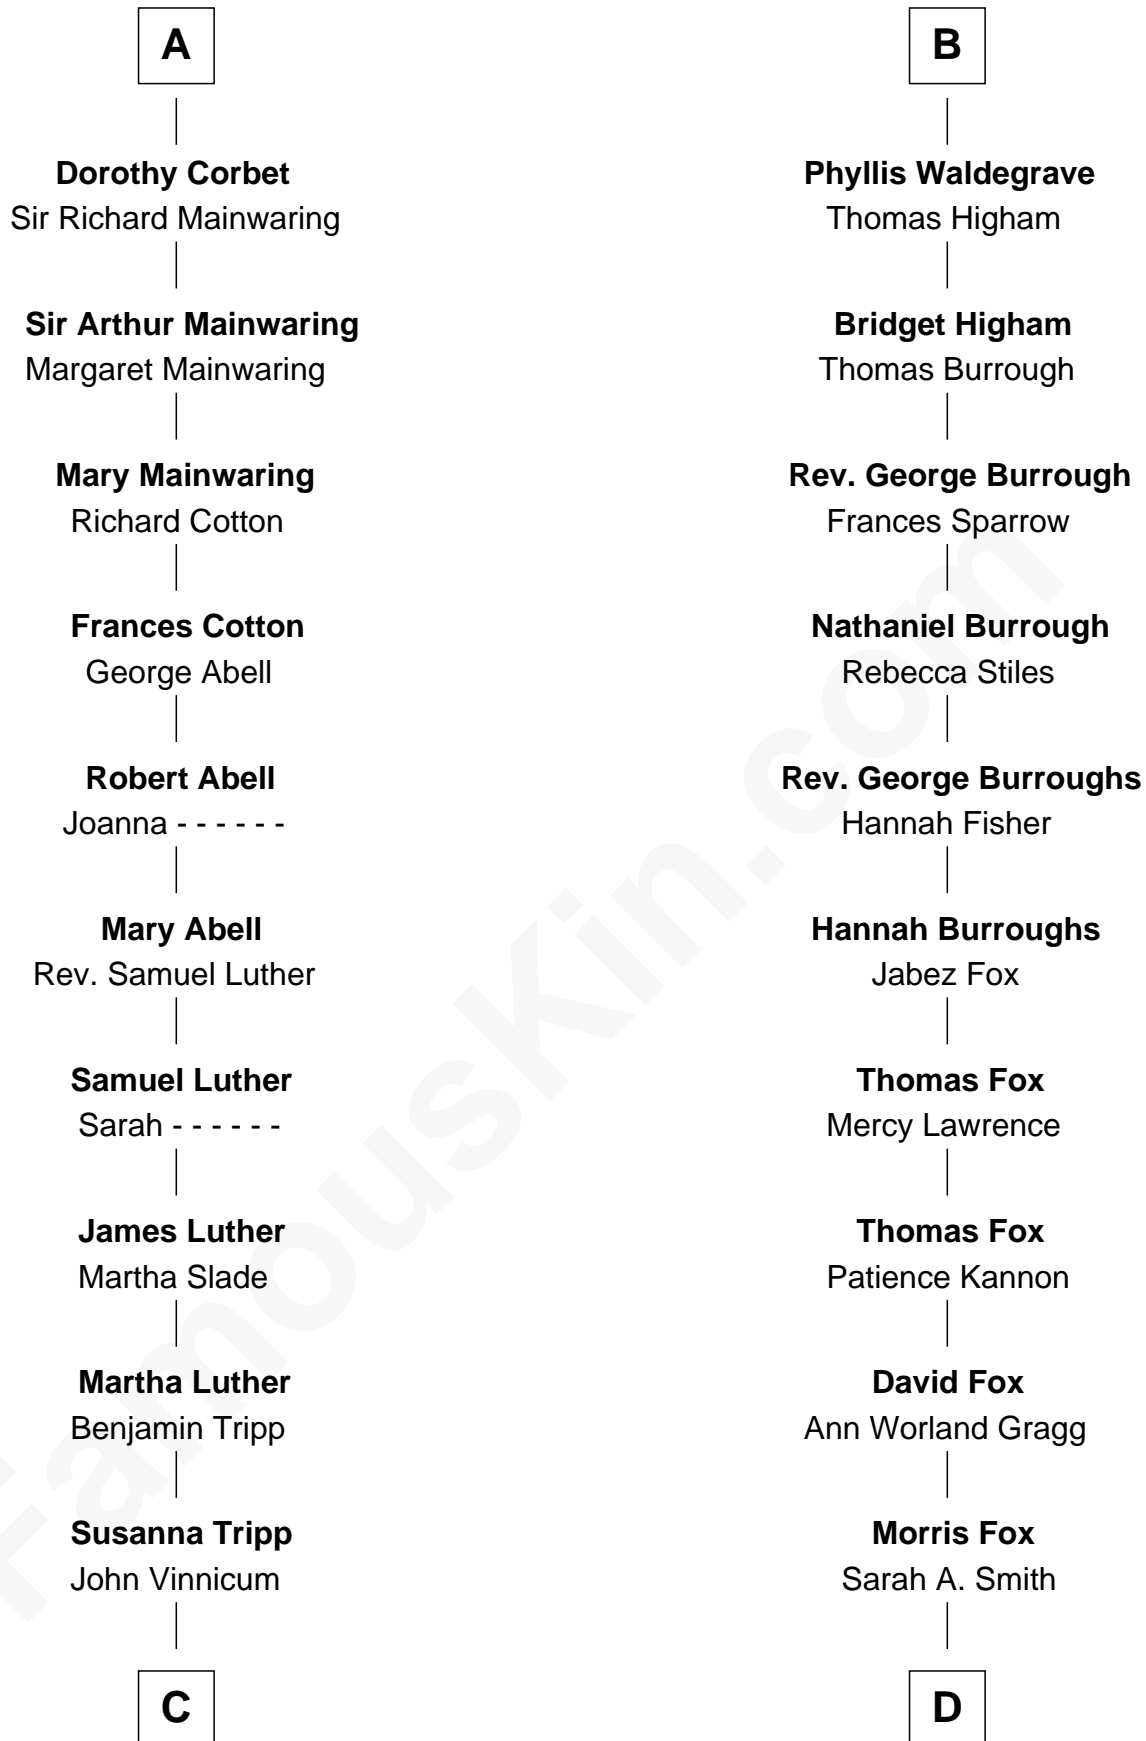 A
Dorothy Corbet
Sir Richard Mainwaring
Sir Arthur Mainwaring
Margaret Mainwaring
Mary Mainwaring
Richard Cotton
Frances Cotton
George Abell
Robert Abell
Joanna - - - - - -
Mary Abell
Rev. Samuel Luther
Samuel Luther
Sarah - - - - - -
James Luther
Martha Slade
Martha Luther
Benjamin Tripp
Susanna Tripp
John Vinnicum
C
B
Phyllis Waldegrave
Thomas Higham
Bridget Higham
Thomas Burrough
Rev. George Burrough
Frances Sparrow
Nathaniel Burrough
Rebecca Stiles
Rev. George Burroughs
Hannah Fisher
Hannah Burroughs
Jabez Fox
Thomas Fox
Mercy Lawrence
Thomas Fox
Patience Kannon
David Fox
Ann Worland Gragg
Morris Fox
Sarah A. Smith
D
FamousKin.com